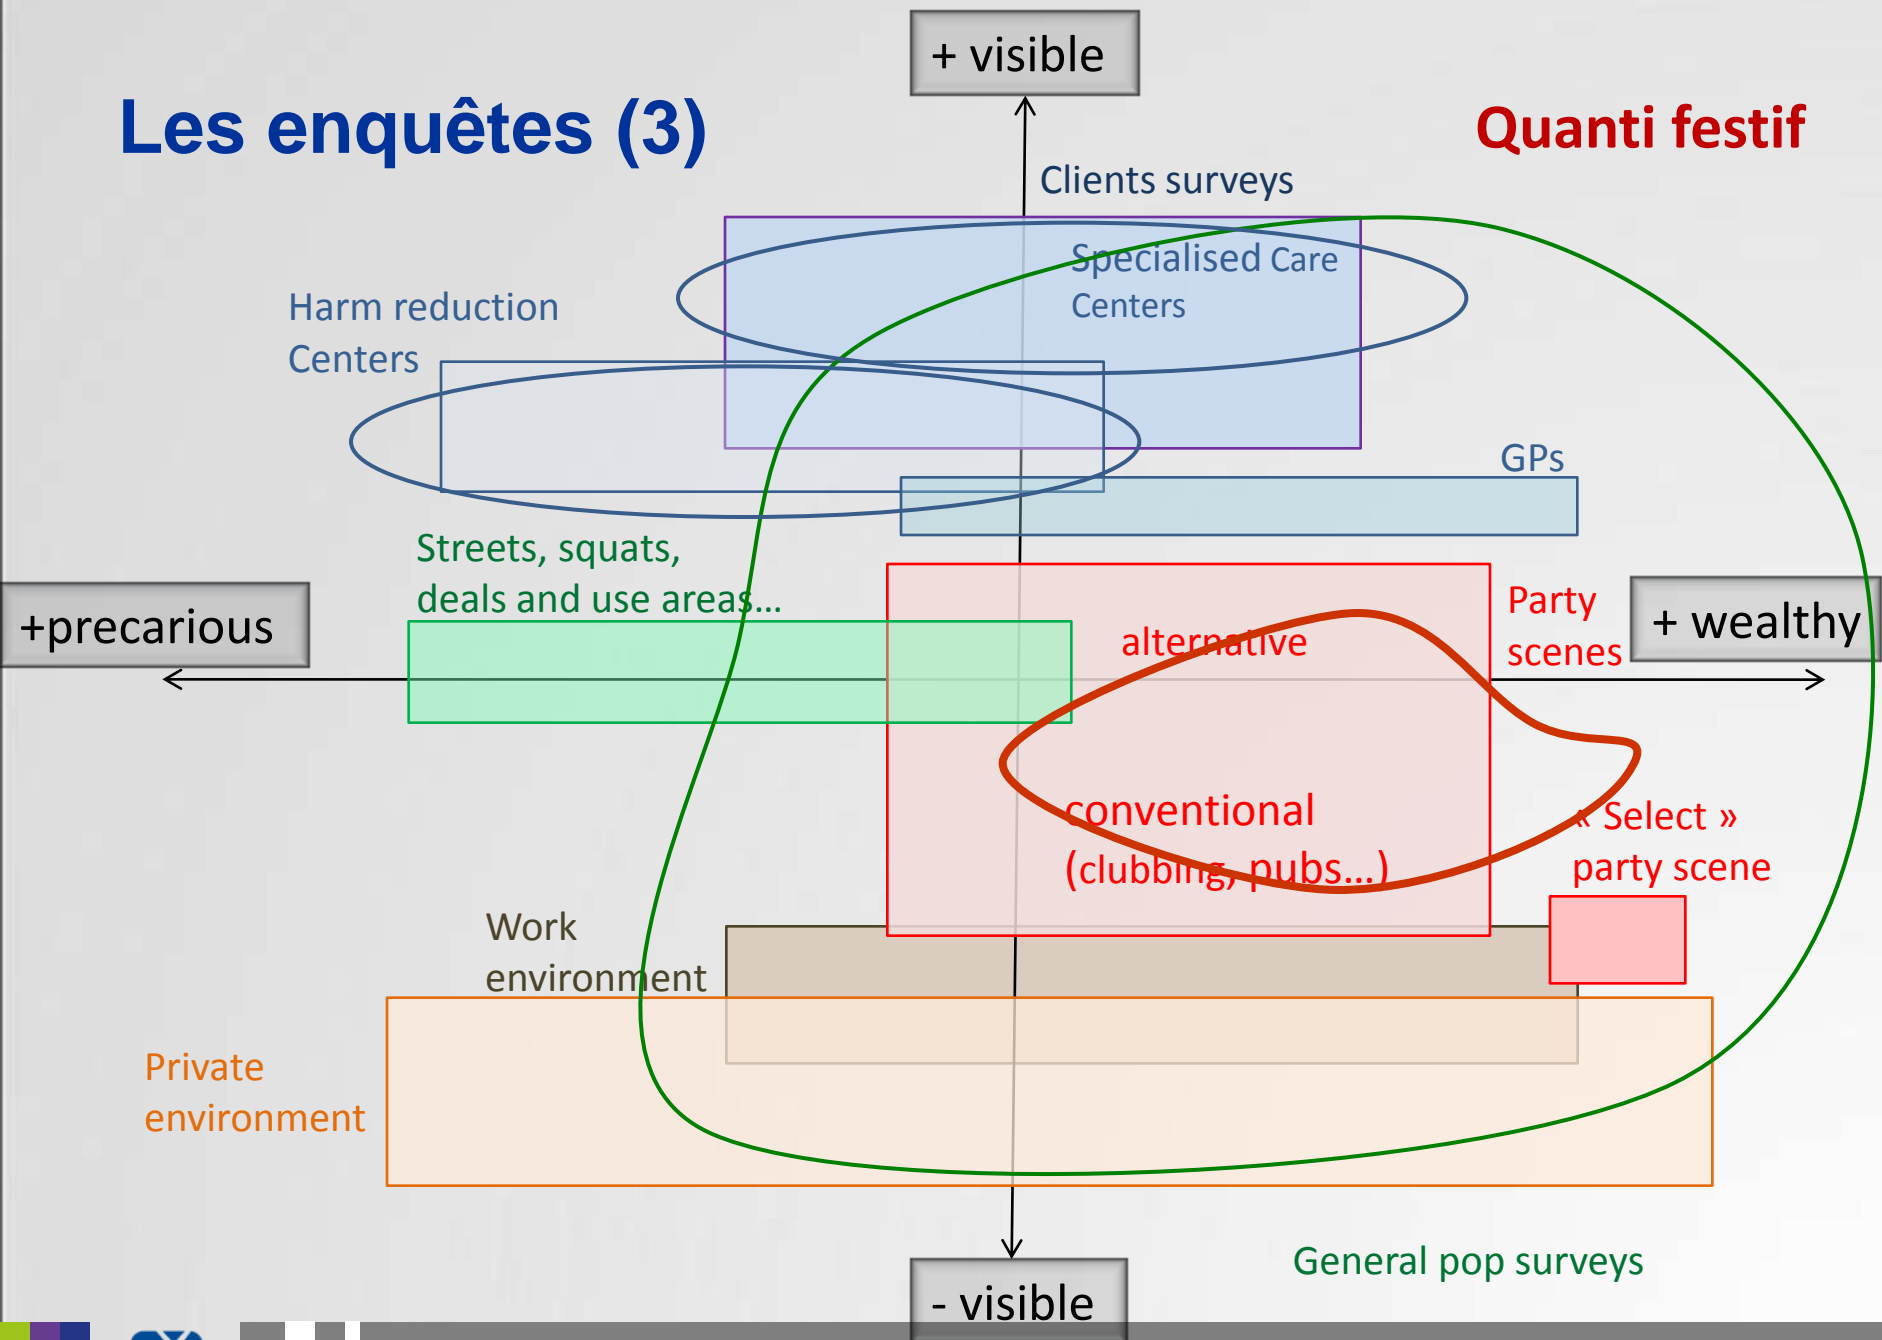 + visible
Les enquêtes (3)
Quanti festif
Clients surveys
Specialised Care
Centers
Harm reduction
Centers
GPs
Streets, squats,
deals and use areas...
+precarious
Party
scenes
+ wealthy
alternative
conventional
(clubbing, pubs...)
« Select »
party scene
Work
environment
Private
environment
General pop surveys
- visible